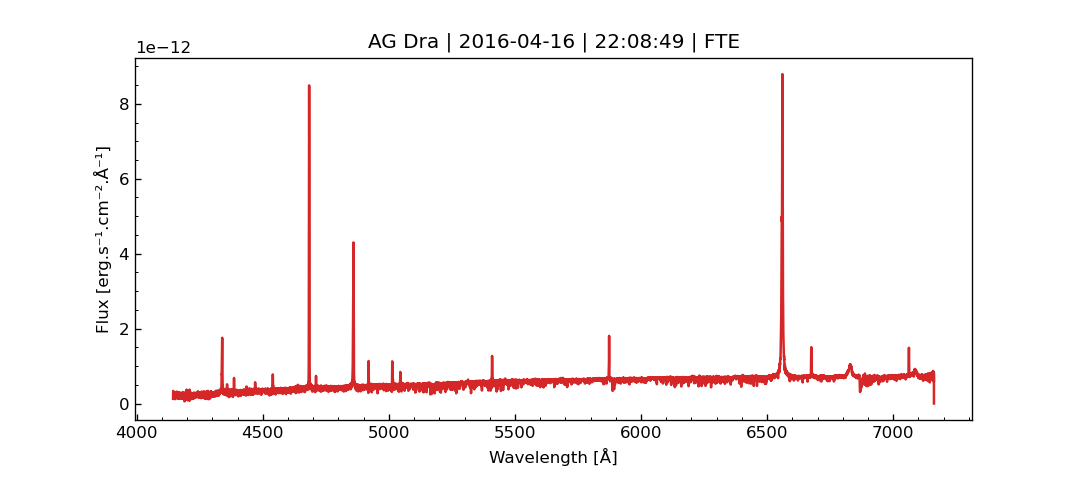 AG Dra | 2016-04-16 | 22:08:49 | FTE
1e−12
8
6
4
2
0
Flux [erg.s⁻¹.cm⁻².Å⁻¹]
4000 4500 5000 5500 6000 6500 7000
Wavelength [Å]